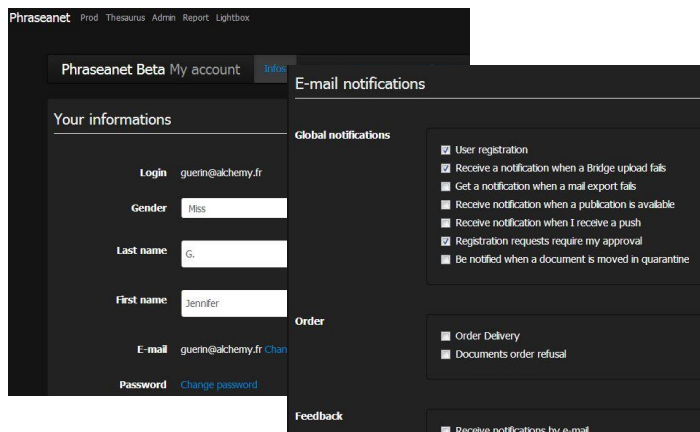 Phraseanet Prod Thesaurus Admin Report Lightbox
Phraseanet Beta My account Infos
Your informations
Login guerin@alchemy.fr
Gender Miss
Last name G.
First name Jennifer
E-mail guerin@alchemy.fr Chan
Password Change password
E-mail notifications
Global notifications
User registration
Receive a notification when a Bridge upload fails
Get a notification when a mail export fails
Receive notification when a publication is available
Receive notification when I receive a push
Registration requests require my approval
Be notified when a document is moved in quarantine
Order
Order Delivery
Documents order refusal
Feedback
Receive notifications by e-mail